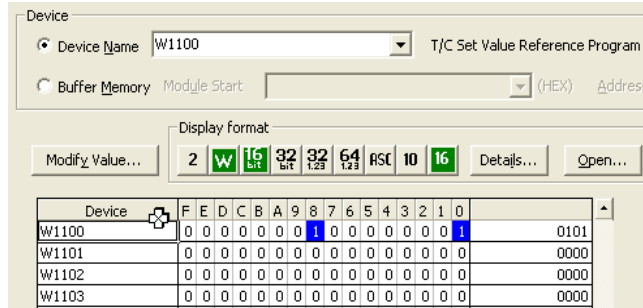 Device
Device Name W1100 T/C Set Value Reference Program
Buffer Memory Module Start (HEX) Addres
Display format
Modify Value... 2 W 16 bit 32 bit 32 1.23 64 1.23 ASC 10 16 Details... Open...
Device F E D C B A 9 8 7 6 5 4 3 2 1 0
W1100 0 0 0 0 0 0 0 1 0 0 0 0 0 0 0 1 0101
W1101 0 0 0 0 0 0 0 0 0 0 0 0 0 0 0 0 0000
W1102 0 0 0 0 0 0 0 0 0 0 0 0 0 0 0 0 0000
W1103 0 0 0 0 0 0 0 0 0 0 0 0 0 0 0 0 0000